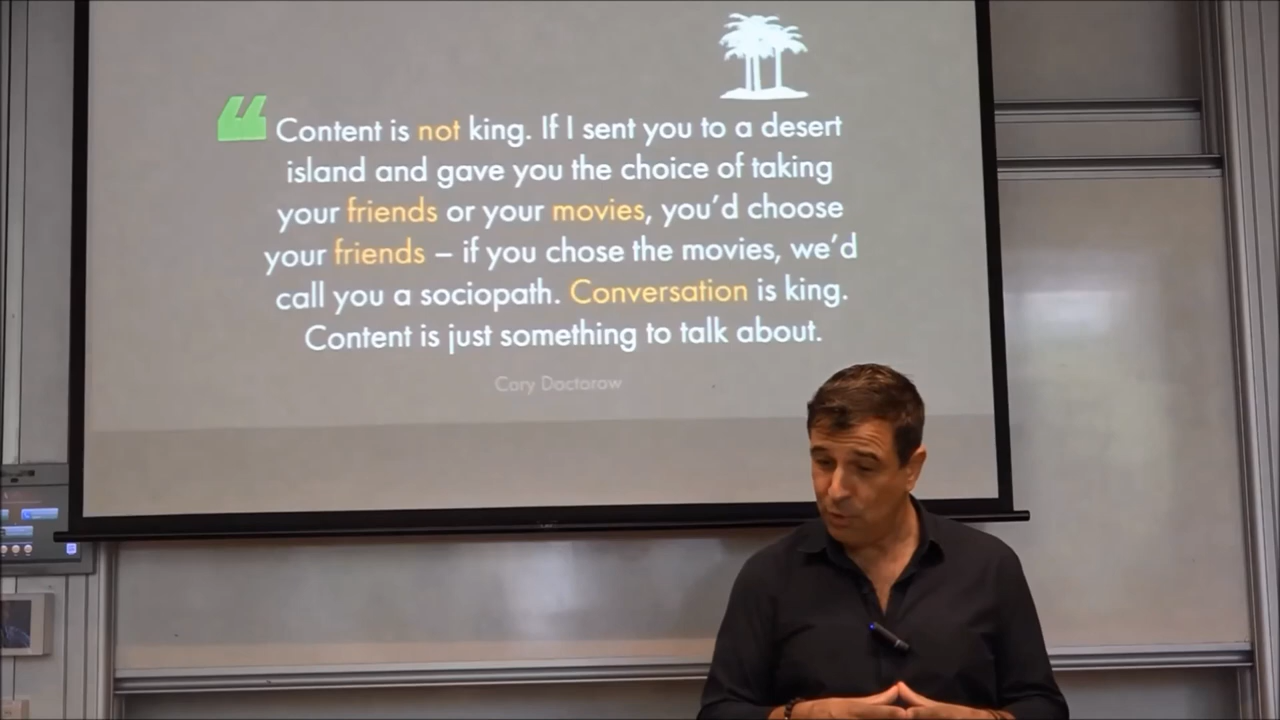 Content is not king. If I sent you to a desert
island and gave you the choice of taking
your friends or your movies, you'd choose
your friends – if you chose the movies, we'd
call you a sociopath. Conversation is king.
Content is just something to talk about.
Cory Doctorow